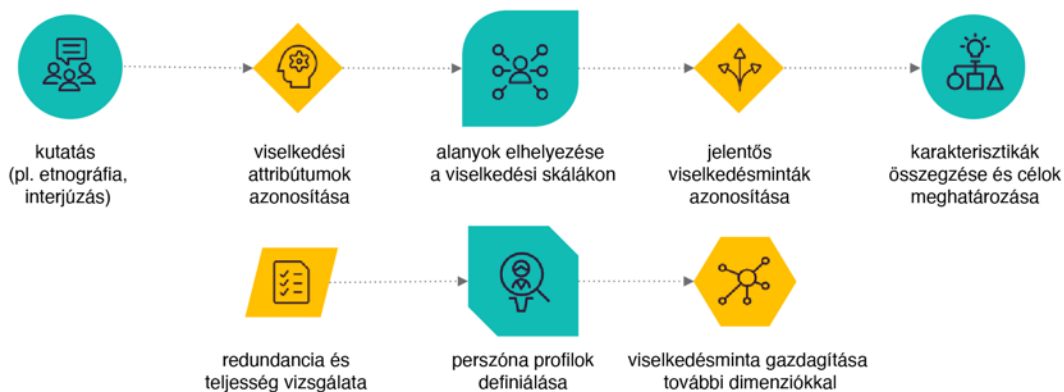 kutatás
(pl. etnográfia,
interjúzás)
viselkedési
attribútumok
azonosítása
alanyok elhelyezése
a viselkedési skálákon
jelentős
viselkedésminták
azonosítása
karakterisztikák
összegzése és célok
meghatározása
redundancia és
teljesség vizsgálata
perszóna profilok
definiálása
viselkedésminta gazdagítása
további dimenziókkal